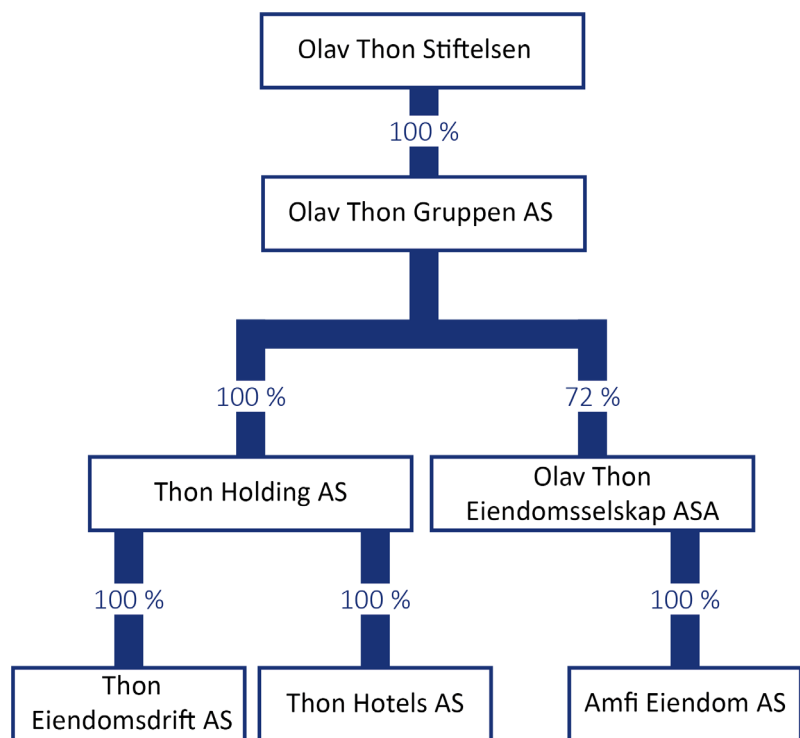 Olav Thon Stiftelsen
100 %
Olav Thon Gruppen AS
100 %
72 %
Thon Holding AS
Olav Thon
Eiendomsselskap ASA
100 %
100 %
100 %
Thon
Eiendomsdrift AS
Thon Hotels AS
Amfi Eiendom AS